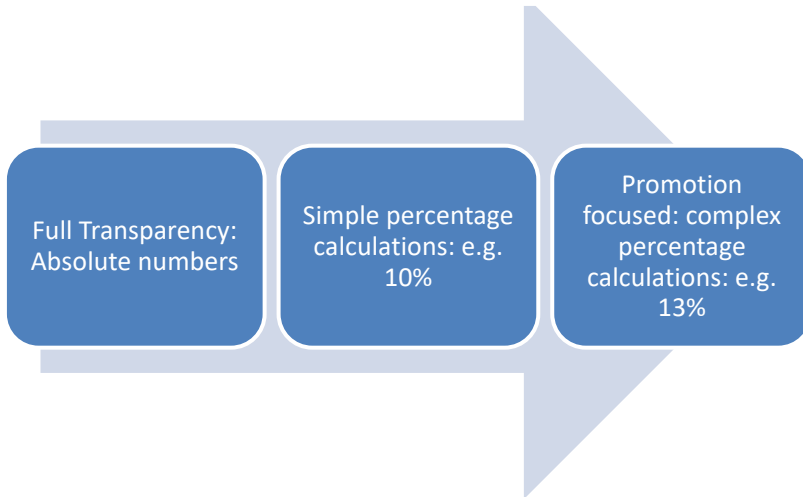 Full Transparency:
Absolute numbers
Simple percentage
calculations: e.g.
10%
Promotion
focused: complex
percentage
calculations: e.g.
13%